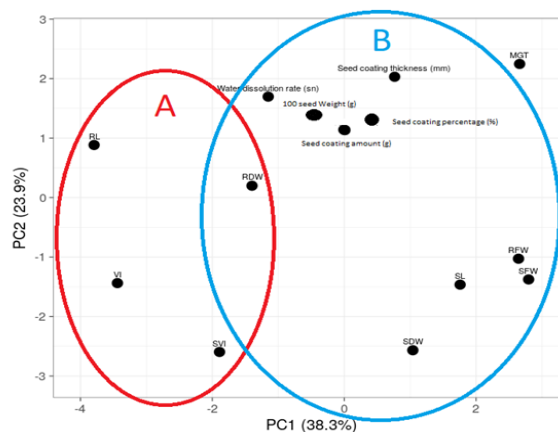 3
B
MGT
2
Seed coating thickness (mm)
Water dissolution rate (sn)
A
100 seed Weight (g)
Seed coating percentage (%)
1
RL
Seed coating amount (g)
RDW
0
PC2 (23.9%)
-1
RFW
SFW
VI
SL
-2
SVI
SDW
-3
-4
-2
0
2
PC1 (38.3%)